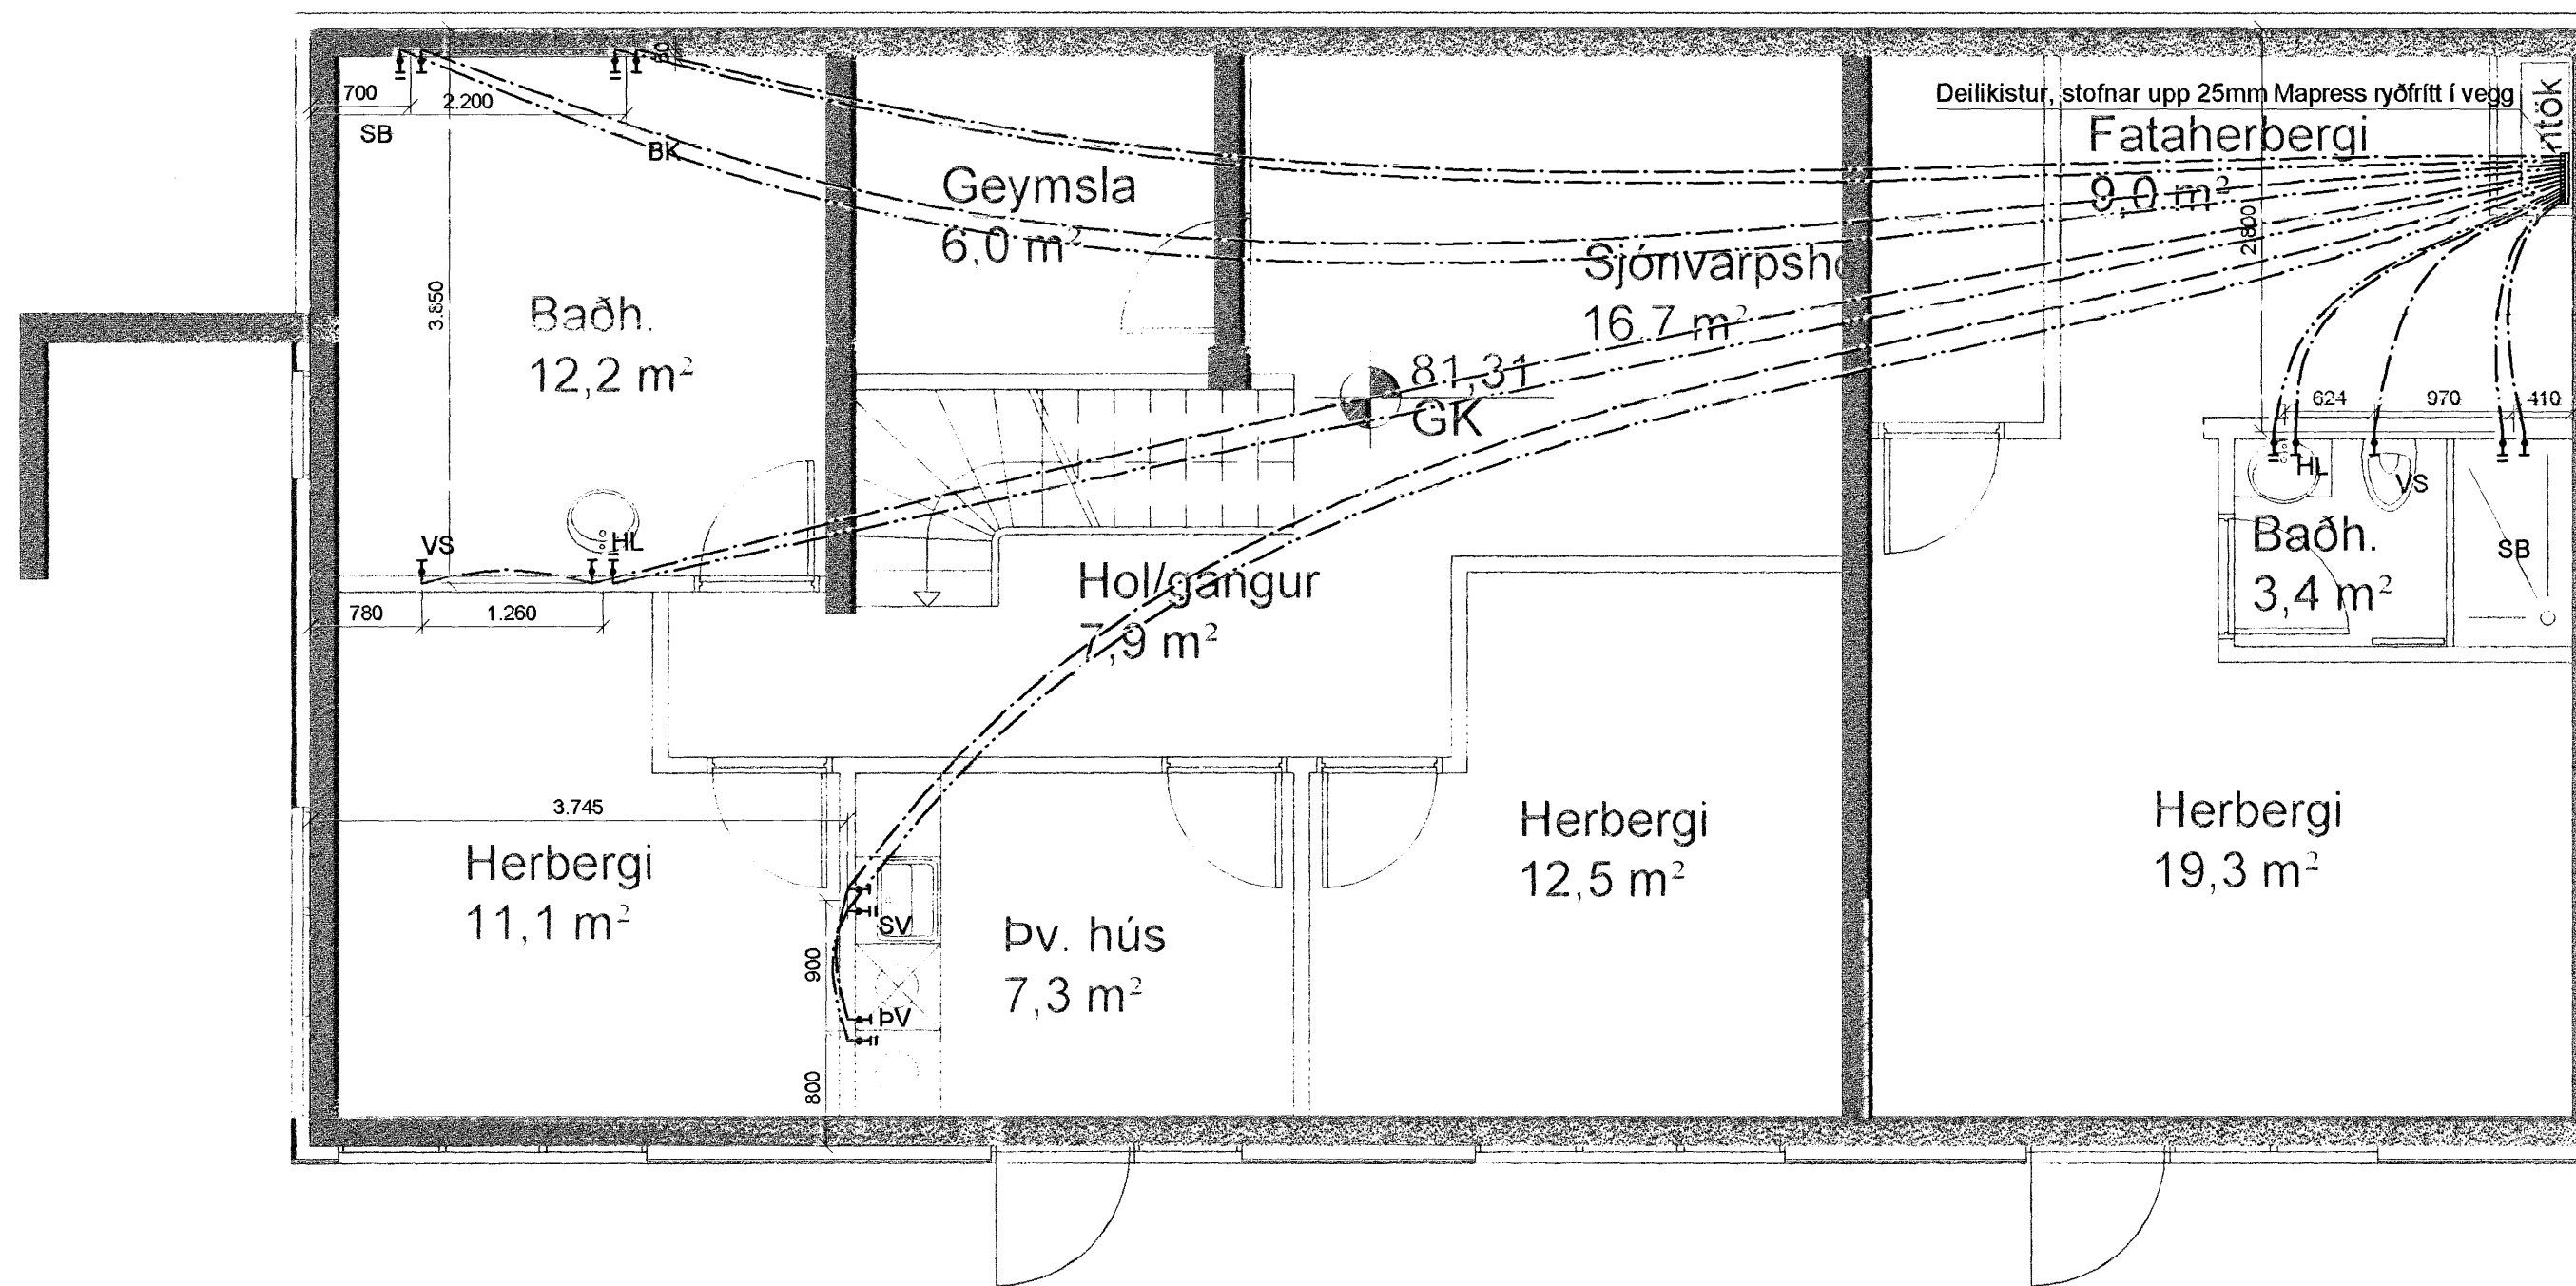 50
700
2.200
SB
BK
Deilikistur, stofnar upp 25mm Mapress ryðfrítt í vegg
Fataherbergi
9,0 m²
Geymsla
6,0 m²
Sjónvarpsho
16.7 m²
2.800
3.850
Baðh.
12,2 m²
81,31
GK
624
970
410
HL
VS
Baðh.
3,4 m²
SB
VS
HL
Hol/gangur
7,9 m²
780
1.260
3.745
Herbergi
11,1 m²
Herbergi
12,5 m²
Herbergi
19,3 m²
SV
900
Þv. hús
7,3 m²
ÞV
800